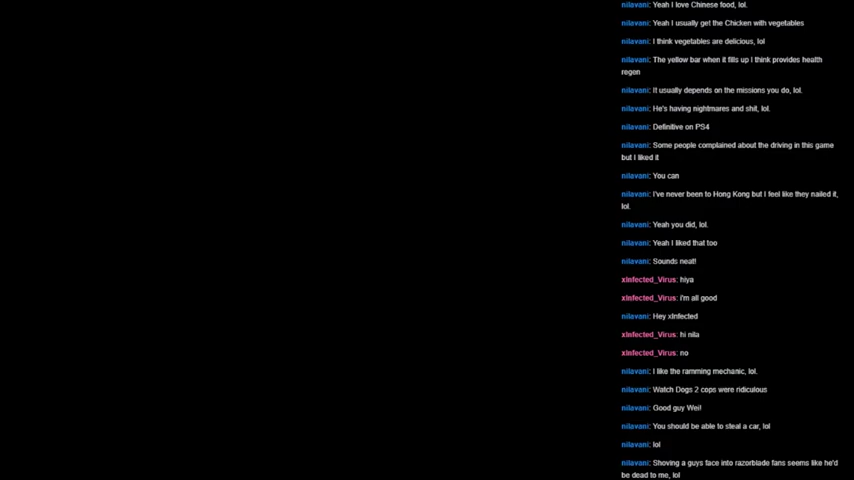 nilavani: Yeah I love Chinese food, lol.
nilavani: Yeah I usually get the Chicken with vegetables
nilavani: I think vegetables are delicious, lol
nilavani: The yellow bar when it fills up I think provides health
regen
nilavani: It usually depends on the missions you do, lol.
nilavani: He's having nightmares and shit, lol.
nilavani: Definitive on PS4
nilavani: Some people complained about the driving in this game
but I liked it
nilavani: You can
nilavani: I've never been to Hong Kong but I feel like they nailed it,
lol.
nilavani: Yeah you did, lol.
nilavani: Yeah I liked that too
nilavani: Sounds neat!
xInfected_Virus: hiya
xInfected_Virus: i'm all good
nilavani: Hey xInfected
xInfected_Virus: hi nila
xInfected_Virus: no
nilavani: I like the ramming mechanic, lol.
nilavani: Watch Dogs 2 cops were ridiculous
nilavani: Good guy Wei!
nilavani: You should be able to steal a car, lol
nilavani: lol
nilavani: Shoving a guys face into razorblade fans seems like he'd
be dead to me, lol